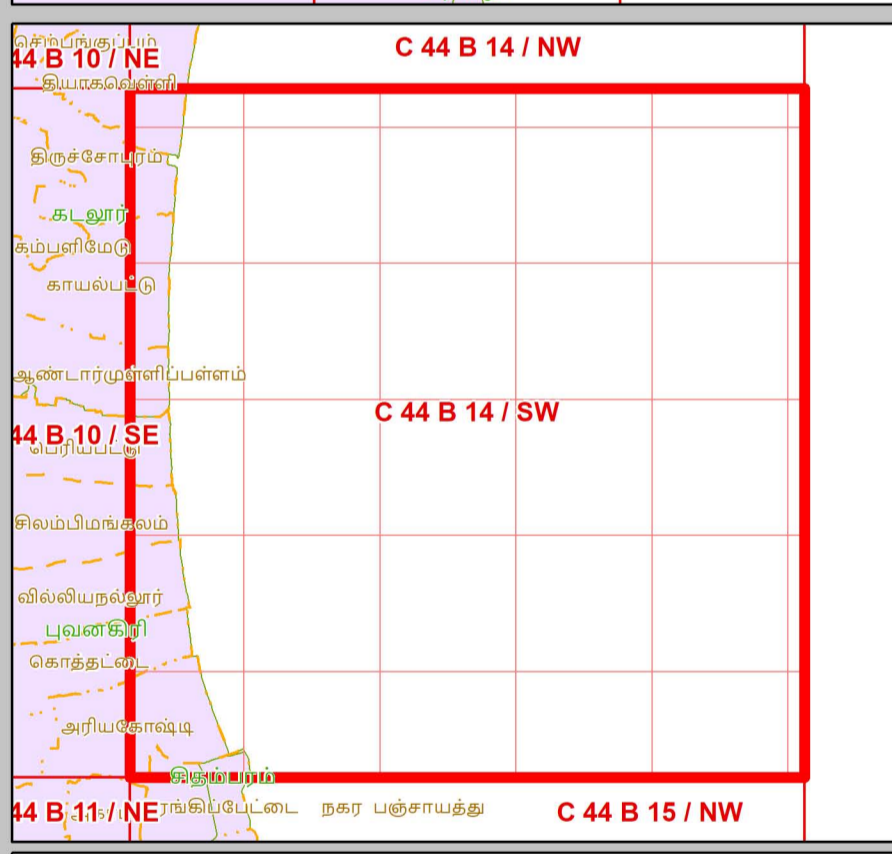 செம்பங்குப்பம்
44 B 10 / NE
C 44 B 14 / NW
தியாகவெள்ளி
திருச்சோபுரம்
கடலூர்
கம்பளிமேடு
காயல்பட்டு
ஆண்டார்முள்ளிப்பள்ளம்
C 44 B 14 / SW
44 B 10 / SE
பெரியபட்டு
சிலம்பிமங்கலம்
வில்லியநல்லூர்
புவனகிரி
கொத்தட்டை
அரியகோஷ்டி
சிதம்பரம்
44 B 11 / NE
ரங்கிப்பேட்டை நகர பஞ்சாயத்து
C 44 B 15 / NW